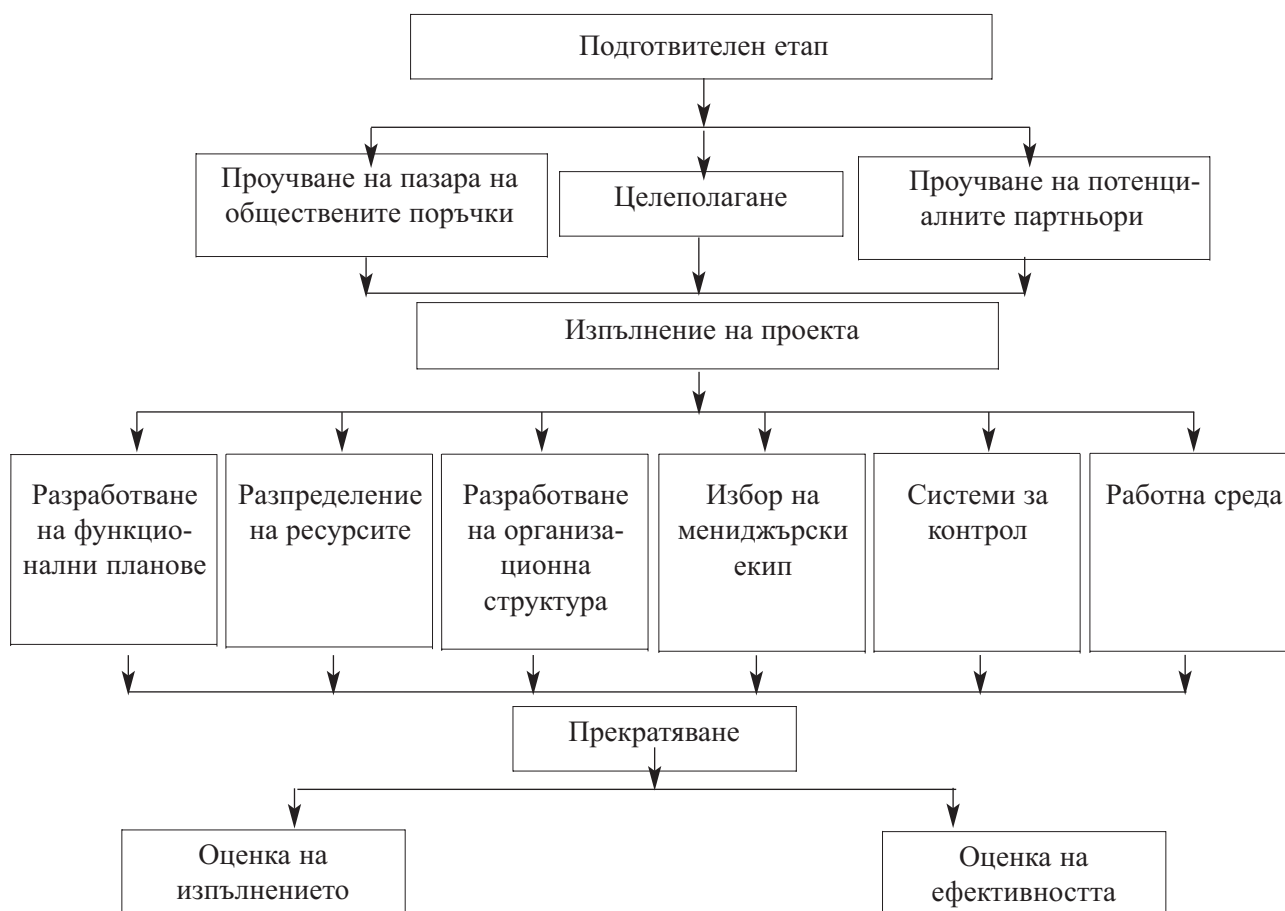 Подготвителен етап
Проучване на пазара на
обществените поръчки
Целеполагане
Проучване на потенци-
алните партньори
Изпълнение на проекта
Разработване
на функцио-
нални планове
Разпределение
на ресурсите
Разработване
на организа-
ционна
структура
Избор на
мениджърски
екип
Системи за
контрол
Работна среда
Прекратяване
Оценка на
изпълнението
Оценка на
ефективността